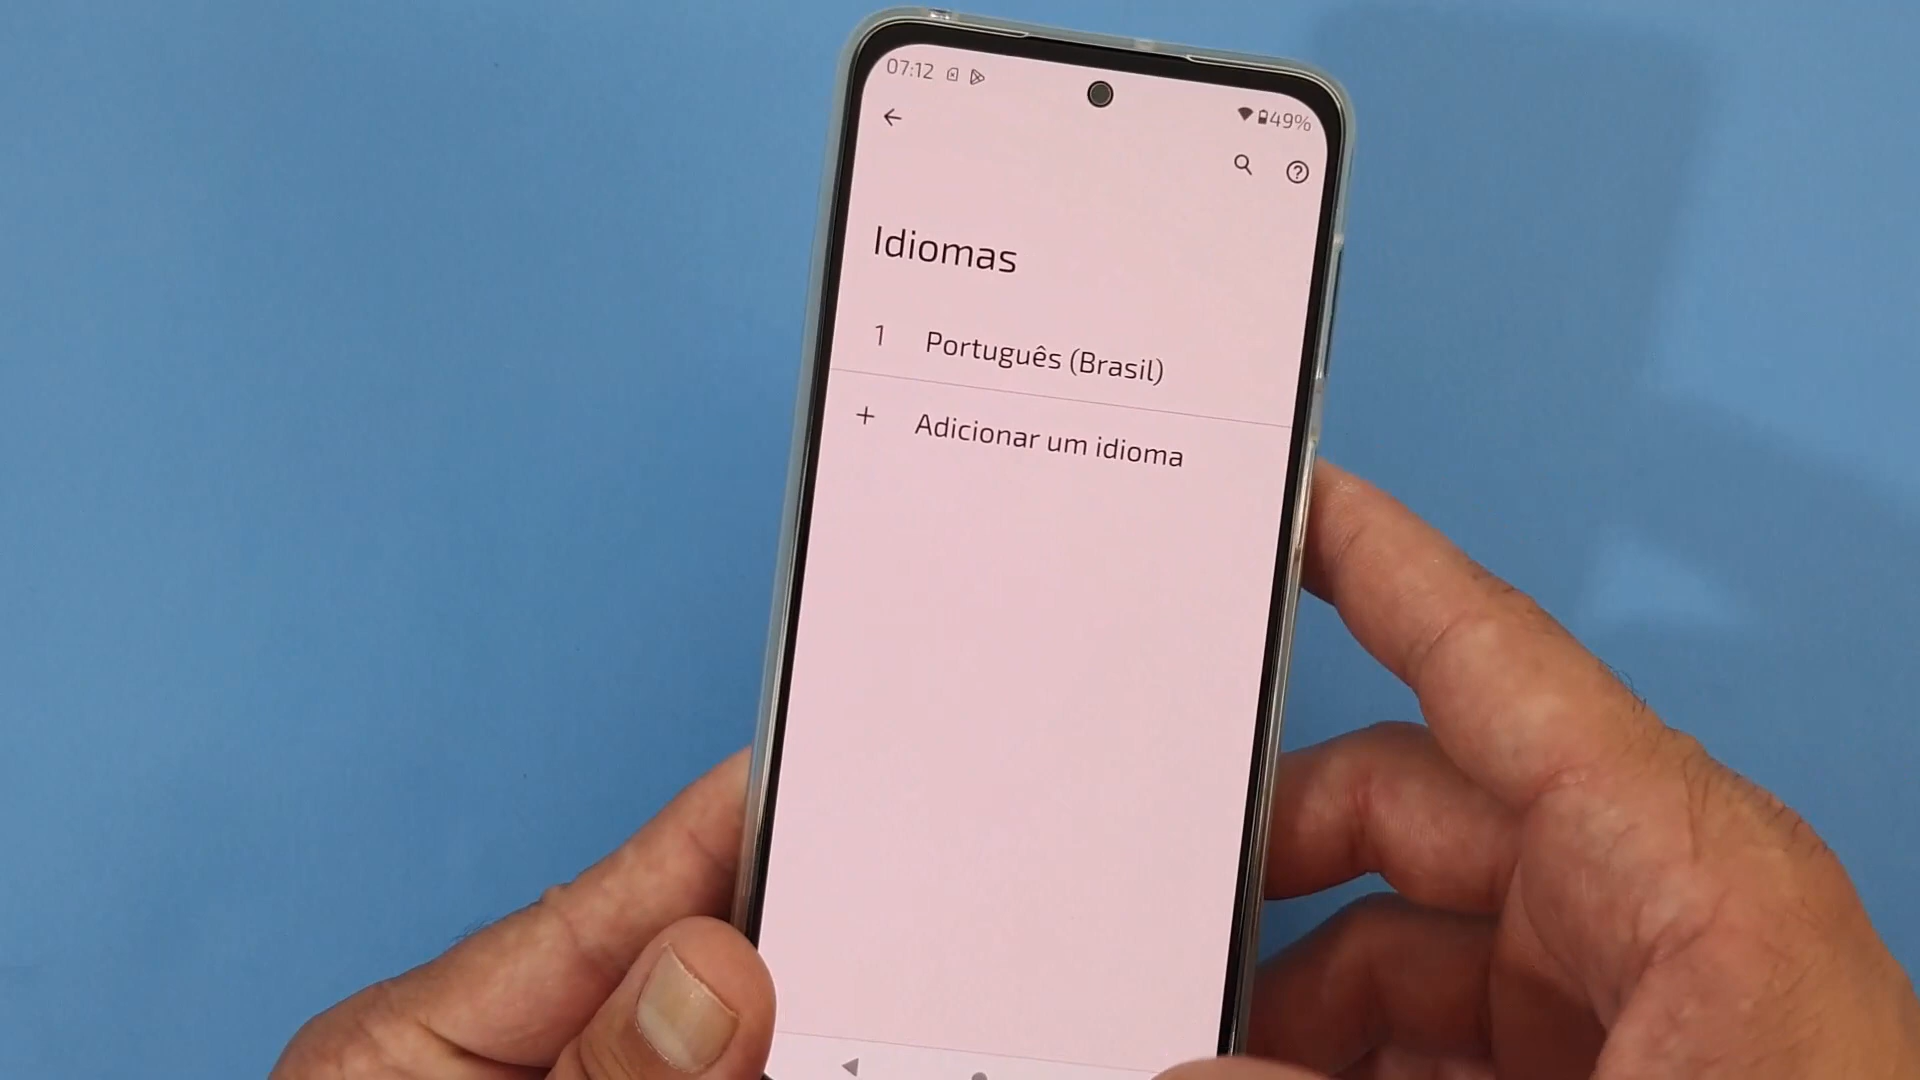 07:12
49%
Idiomas
1 Português (Brasil)
+ Adicionar um idioma